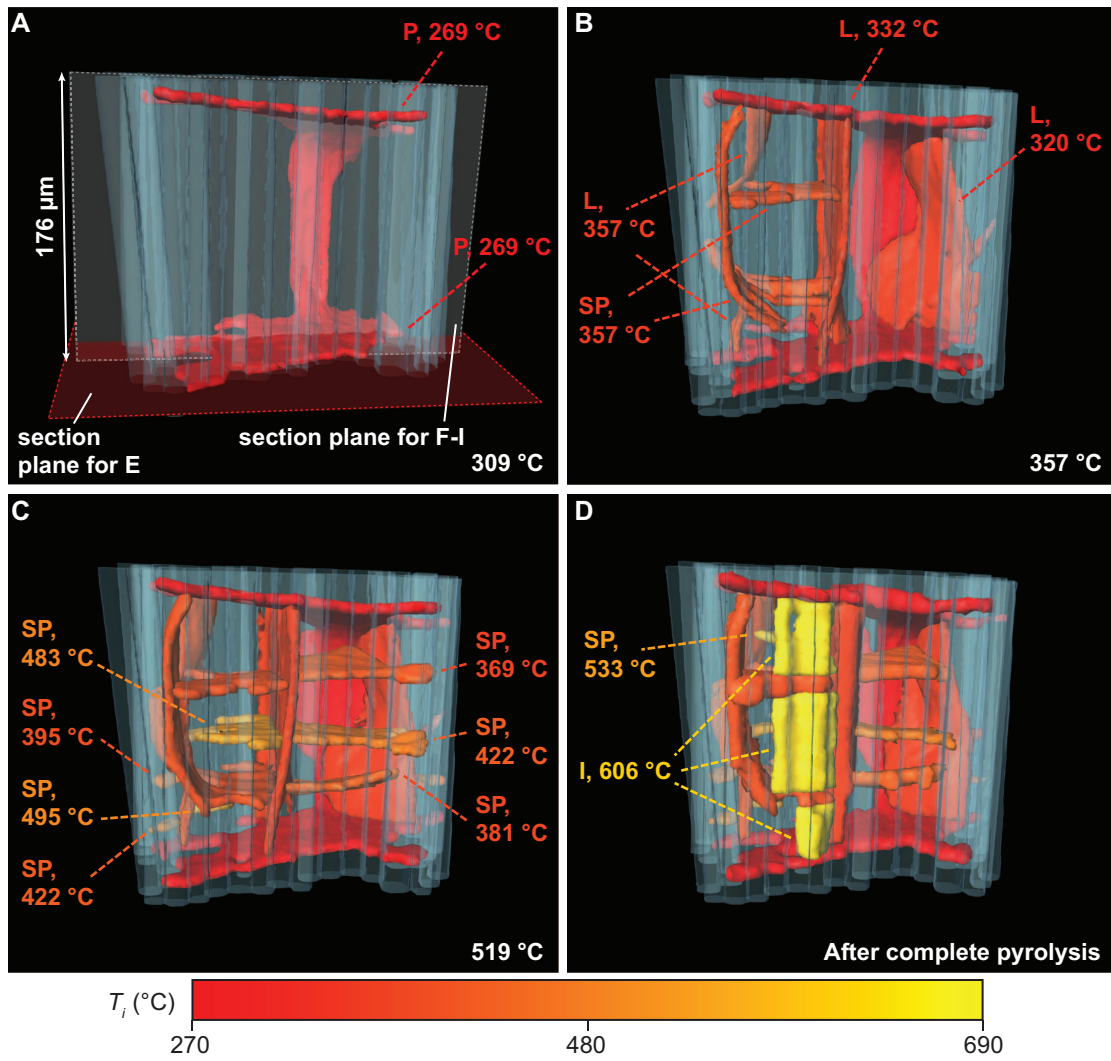 A
P, 269 °C
176 µm
P, 269 °C
section
plane for E
section plane for F-I
309 °C
B
L, 332 °C
L,
320 °C
L,
357 °C
SP,
357 °C
357 °C
C
SP,
483 °C
SP,
395 °C
SP,
495 °C
SP,
422 °C
SP,
369 °C
SP,
422 °C
SP,
381 °C
519 °C
D
SP,
533 °C
I, 606 °C
After complete pyrolysis
Ti (°C)
270
480
690